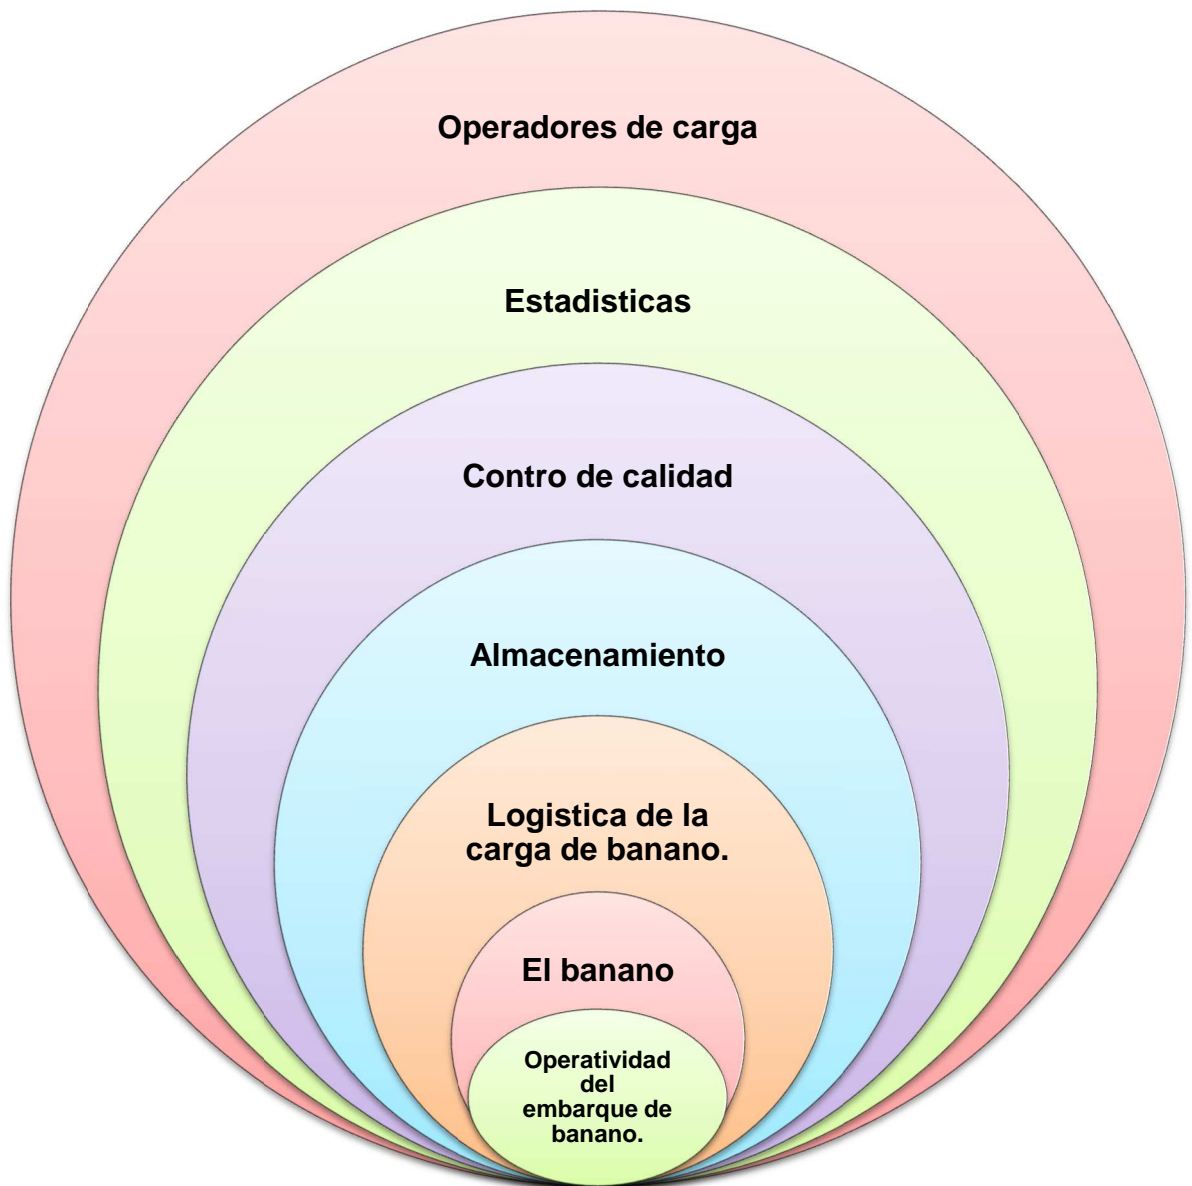 Operadores de carga
Estadisticas
Contro de calidad
Almacenamiento
Logistica de la
carga de banano.
El banano
Operatividad
del
embarque de
banano.